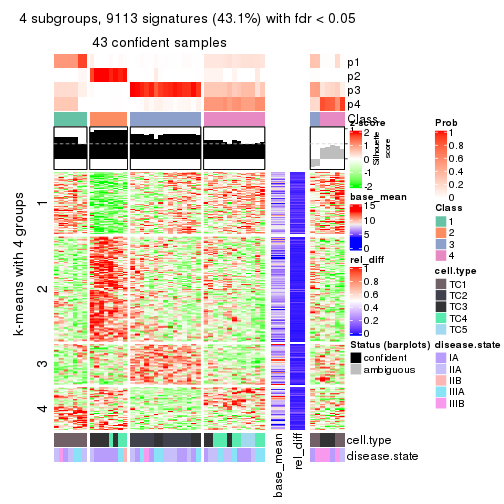 4 subgroups, 9113 signatures (43.1%) with fdr < 0.05
43 confident samples
p1
p2
p3
p4
Class
k-means with 4 groups
1
2
3
4
base_mean
rel_diff
cell.type
disease.state
z-score
2
1
0
-1
-2
Silhouette
score
base_mean
15
10
5
0
rel_diff
1
0.8
0.6
0.4
0.2
0
Status (barplots)
confident
ambiguous
Prob
1
0.8
0.6
0.4
0.2
0
Class
1
2
3
4
cell.type
TC1
TC2
TC3
TC4
TC5
disease.state
IA
IIA
IIB
IIIA
IIIB